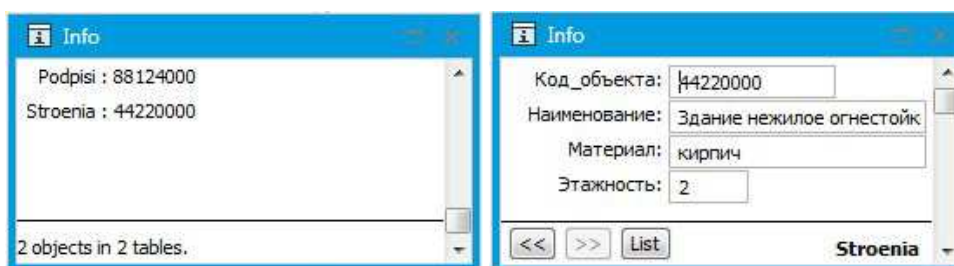 Info
Podpisi : 88124000
Stroenia : 44220000
2 objects in 2 tables.
Info
Код_объекта: 44220000
Наименование: Здание нежилое огнестойк
Материал: кирпич
Этажность: 2
<< >> List Stroenia